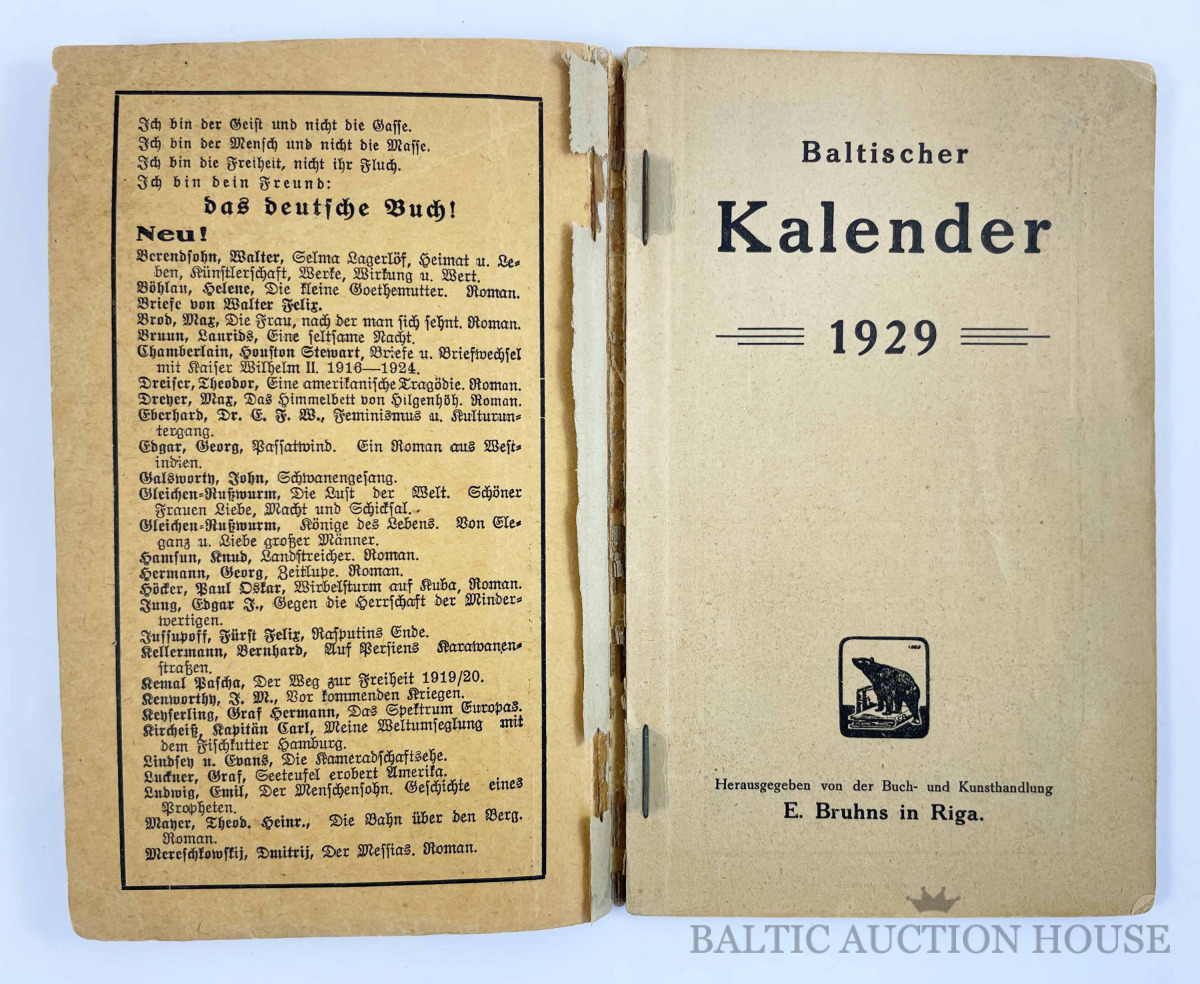 Ich bin der Geist und nicht die Gasse.
Ich bin der Mensch und nicht die Masse.
Ich bin die Freiheit, nicht ihr Fluch.
Ich bin dein Freund:
das deutsche Buch!
Neu!
Berendsohn, Walter, Selma Lagerlöf, Heimat u. Le-
ben, Künstlerschaft, Werke, Wirkung u. Wert.
Böhlau, Helene, Die kleine Goethemutter. Roman.
Briefe von Walter Felix.
Brod, Max, Die Frau, nach der man sich sehnt. Roman.
Bruun, Laurids, Eine seltsame Nacht.
Chamberlain, Houston Stewart, Briefe u. Briefwechsel
mit Kaiser Wilhelm II. 1916—1924.
Dreiser, Theodor, Eine amerikanische Tragödie. Roman.
Dreyer, Max, Das Himmelbett von Hilgenhöh. Roman.
Eberhard, Dr. E. F. W., Feminismus u. Kulturun-
tergang.
Edgar, Georg, Passatwind. Ein Roman aus West-
indien.
Galsworty, John, Schwanengesang.
Gleichen-Rußwurm, Die Lust der Welt. Schöner
Frauen Liebe, Macht und Schicksal.
Gleichen-Rußwurm, Könige des Lebens. Von Ele-
ganz u. Liebe großer Männer.
Hamsun, Knud, Landstreicher. Roman.
Hermann, Georg, Zeitlupe. Roman.
Höcker, Paul Oskar, Wirbelsturm auf Kuba, Roman.
Jung, Edgar J., Gegen die Herrschaft der Minder-
wertigen.
Jussupoff, Fürst Felix, Rasputins Ende.
Kellermann, Bernhard, Auf Persiens Karawanen-
straßen.
Kemal Pascha, Der Weg zur Freiheit 1919/20.
Kenworthy, J. M., Vor kommenden Kriegen.
Keyserling, Graf Hermann, Das Spektrum Europas.
Kircheiß, Kapitän Carl, Meine Weltumseglung mit
dem Fischkutter Hamburg.
Lindsey u. Evans, Die Kameradschaftsehe.
Luckner, Graf, Seeteufel erobert Amerika.
Ludwig, Emil, Der Menschensohn. Geschichte eines
Propheten.
Mayer, Theod. Heinr., Die Bahn über den Berg.
Roman.
Mereschkowskij, Dmitrij, Der Messias. Roman.
Baltischer
Kalender
1929
Herausgegeben von der Buch- und Kunsthandlung
E. Bruhns in Riga.
BALTIC AUCTION HOUSE